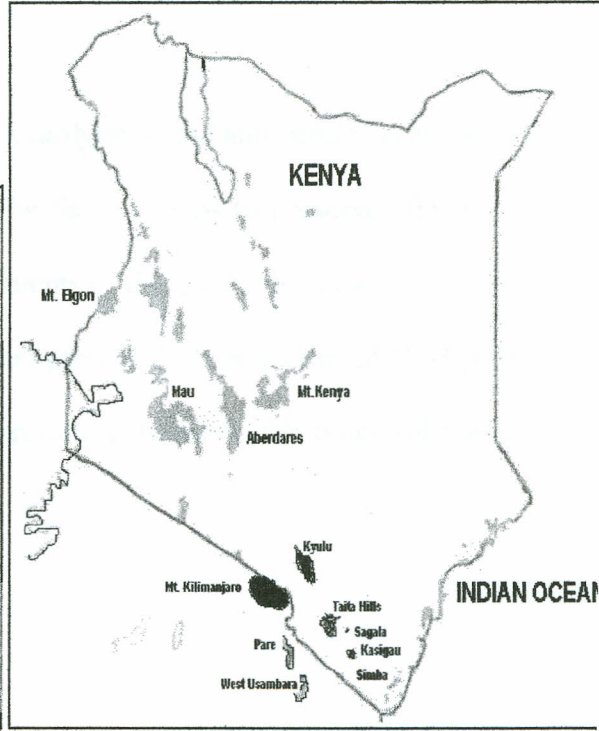 KENYA
Mt. Elgon
Mau
Mt.Kenya
Aberdares
Kyulu
Mt. Kilimanjaro
INDIAN OCEAN
Taita Hills
Sagala
Pare
Kasigau
Simba
West Usambara